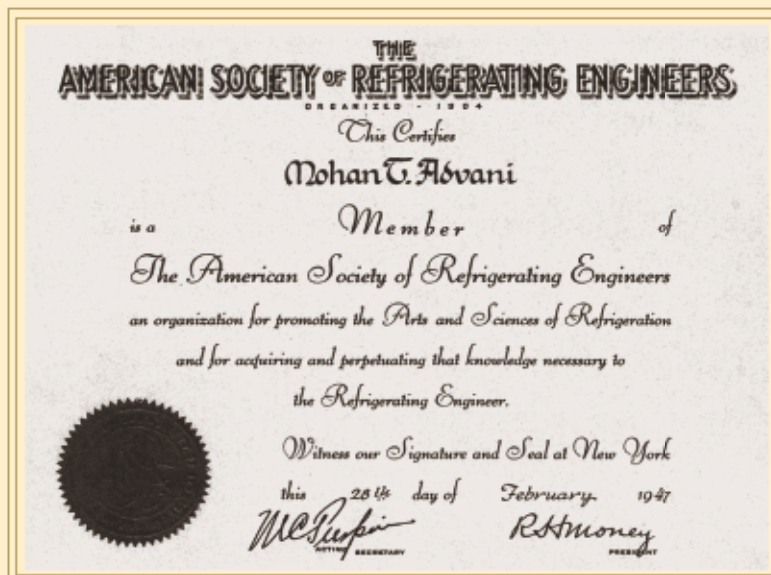 THE
AMERICAN SOCIETY OF REFRIGERATING ENGINEERS
ORGANIZED - 1904
This Certifies
Mohan T. Advani
is a Member of
The American Society of Refrigerating Engineers
an organization for promoting the Arts and Sciences of Refrigeration
and for acquiring and perpetuating that knowledge necessary to
the Refrigerating Engineer.
Witness our Signature and Seal at New York
this 28th day of February 1947
ACTING SECRETARY PRESIDENT